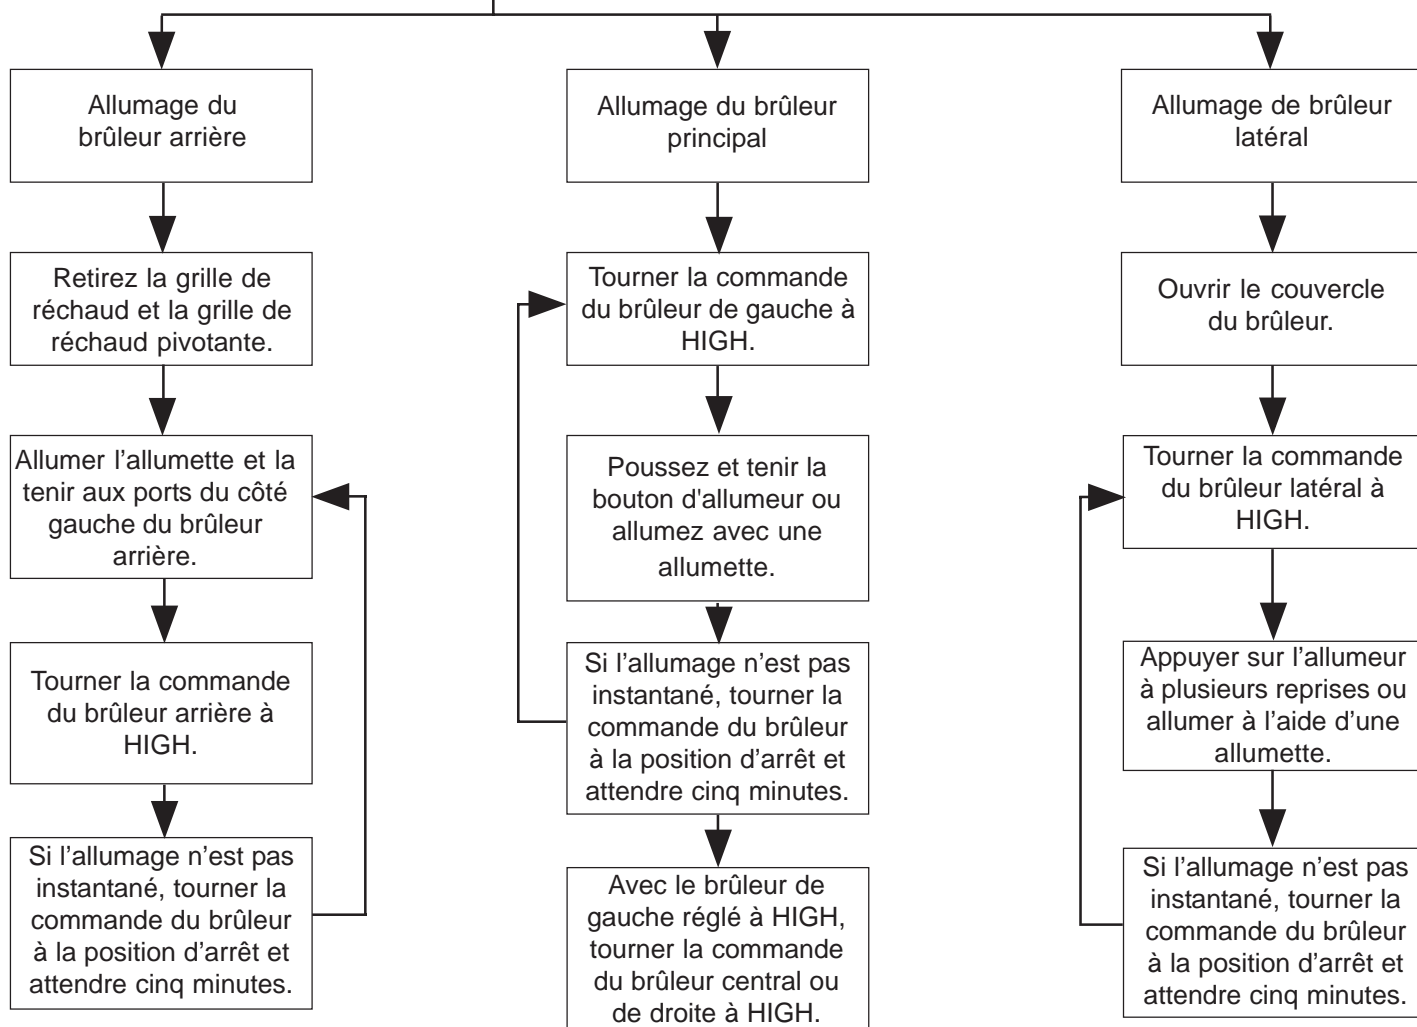 Allumage du
brûleur arrière
Retirez la grille de
réchaud et la grille de
réchaud pivotante.
Allumer l’allumette et la
tenir aux ports du côté
gauche du brûleur
arrière.
Tourner la commande
du brûleur arrière à
HIGH.
Si l’allumage n’est pas
instantané, tourner la
commande du brûleur
à la position d’arrêt et
attendre cinq minutes.
Allumage du brûleur
principal
Tourner la commande
du brûleur de gauche à
HIGH.
Poussez et tenir la
bouton d'allumeur ou
allumez avec une
allumette.
Si l’allumage n’est pas
instantané, tourner la
commande du brûleur
à la position d’arrêt et
attendre cinq minutes.
Avec le brûleur de
gauche réglé à HIGH,
tourner la commande
du brûleur central ou
de droite à HIGH.
Allumage de brûleur
latéral
Ouvrir le couvercle
du brûleur.
Tourner la commande
du brûleur latéral à
HIGH.
Appuyer sur l’allumeur
à plusieurs reprises ou
allumer à l’aide d’une
allumette.
Si l’allumage n’est pas
instantané, tourner la
commande du brûleur
à la position d’arrêt et
attendre cinq minutes.